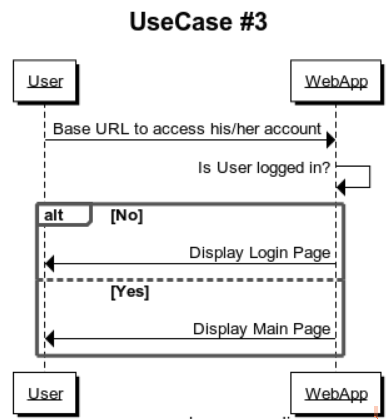 UseCase #3
User
WebApp
Base URL to access his/her account
Is User logged in?
alt
[No]
Display Login Page
[Yes]
Display Main Page
User
WebApp